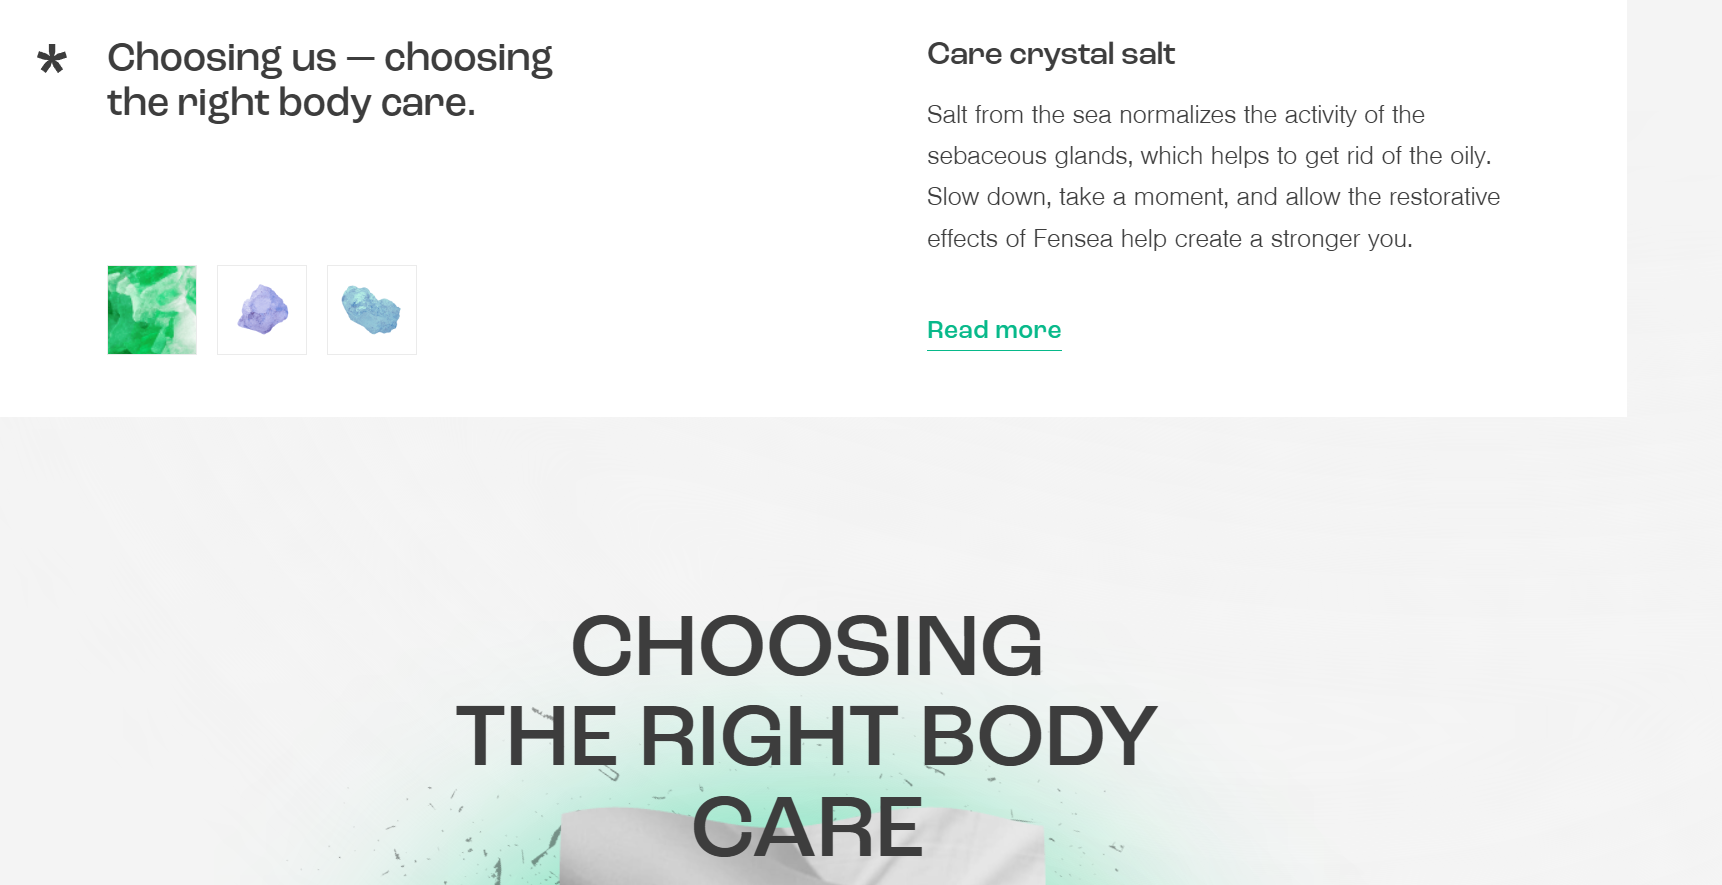 * Choosing us — choosing
the right body care.
Care crystal salt
Salt from the sea normalizes the activity of the
sebaceous glands, which helps to get rid of the oily.
Slow down, take a moment, and allow the restorative
effects of Fensea help create a stronger you.
Read more
CHOOSING
THE RIGHT BODY
CARE